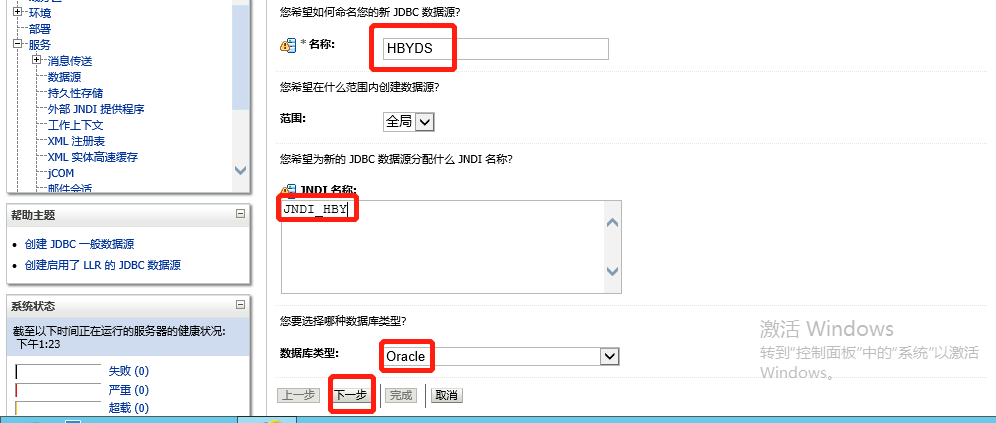 环境
部署
服务
消息传送
数据源
持久性存储
外部 JNDI 提供程序
工作上下文
XML 注册表
XML 实体高速缓存
jCOM
邮件会话
帮助主题
创建 JDBC 一般数据源
创建启用了 LLR 的 JDBC 数据源
系统状态
截至以下时间正在运行的服务器的健康状况:
下午1:23
失败 (0)
严重 (0)
超载 (0)
您希望如何命名您的新 JDBC 数据源?
* 名称:
HBYDS
您希望在什么范围内创建数据源?
范围:
全局
您希望为新的 JDBC 数据源分配什么 JNDI 名称?
JNDI 名称:
JNDI_HBY
您要选择哪种数据库类型?
数据库类型:
Oracle
上一步 下一步 完成 取消
激活 Windows
转到"控制面板"中的"系统"以激活
Windows。